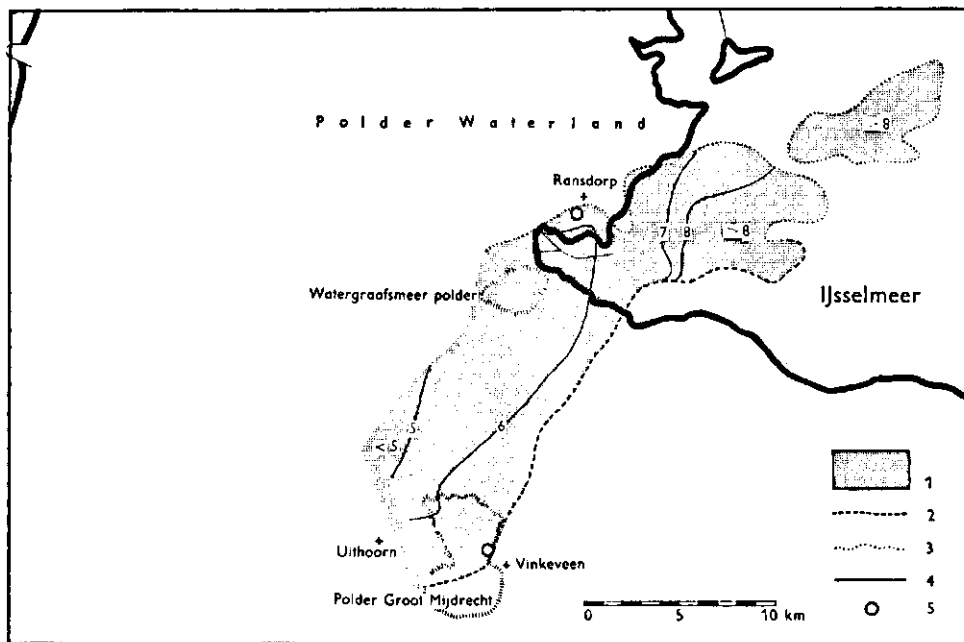 Polder Waterland
- 8
Ransdorp
7
8
- 8
Watergraafsmeer polder
IJsselmeer
5
< 5
6
1
2
Uithoorn
3
Vinkeveen
4
Polder Groot Mijdrecht
0 5 10 km
5